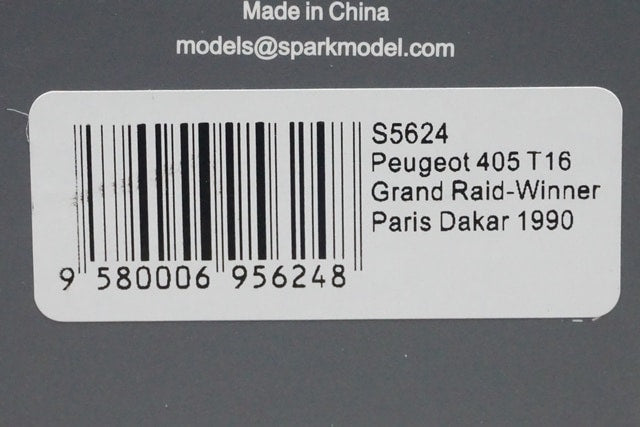 Made in China
models@sparkmodel.com
S5624
Peugeot 405 T16
Grand Raid-Winner
Paris Dakar 1990
9 580006 956248